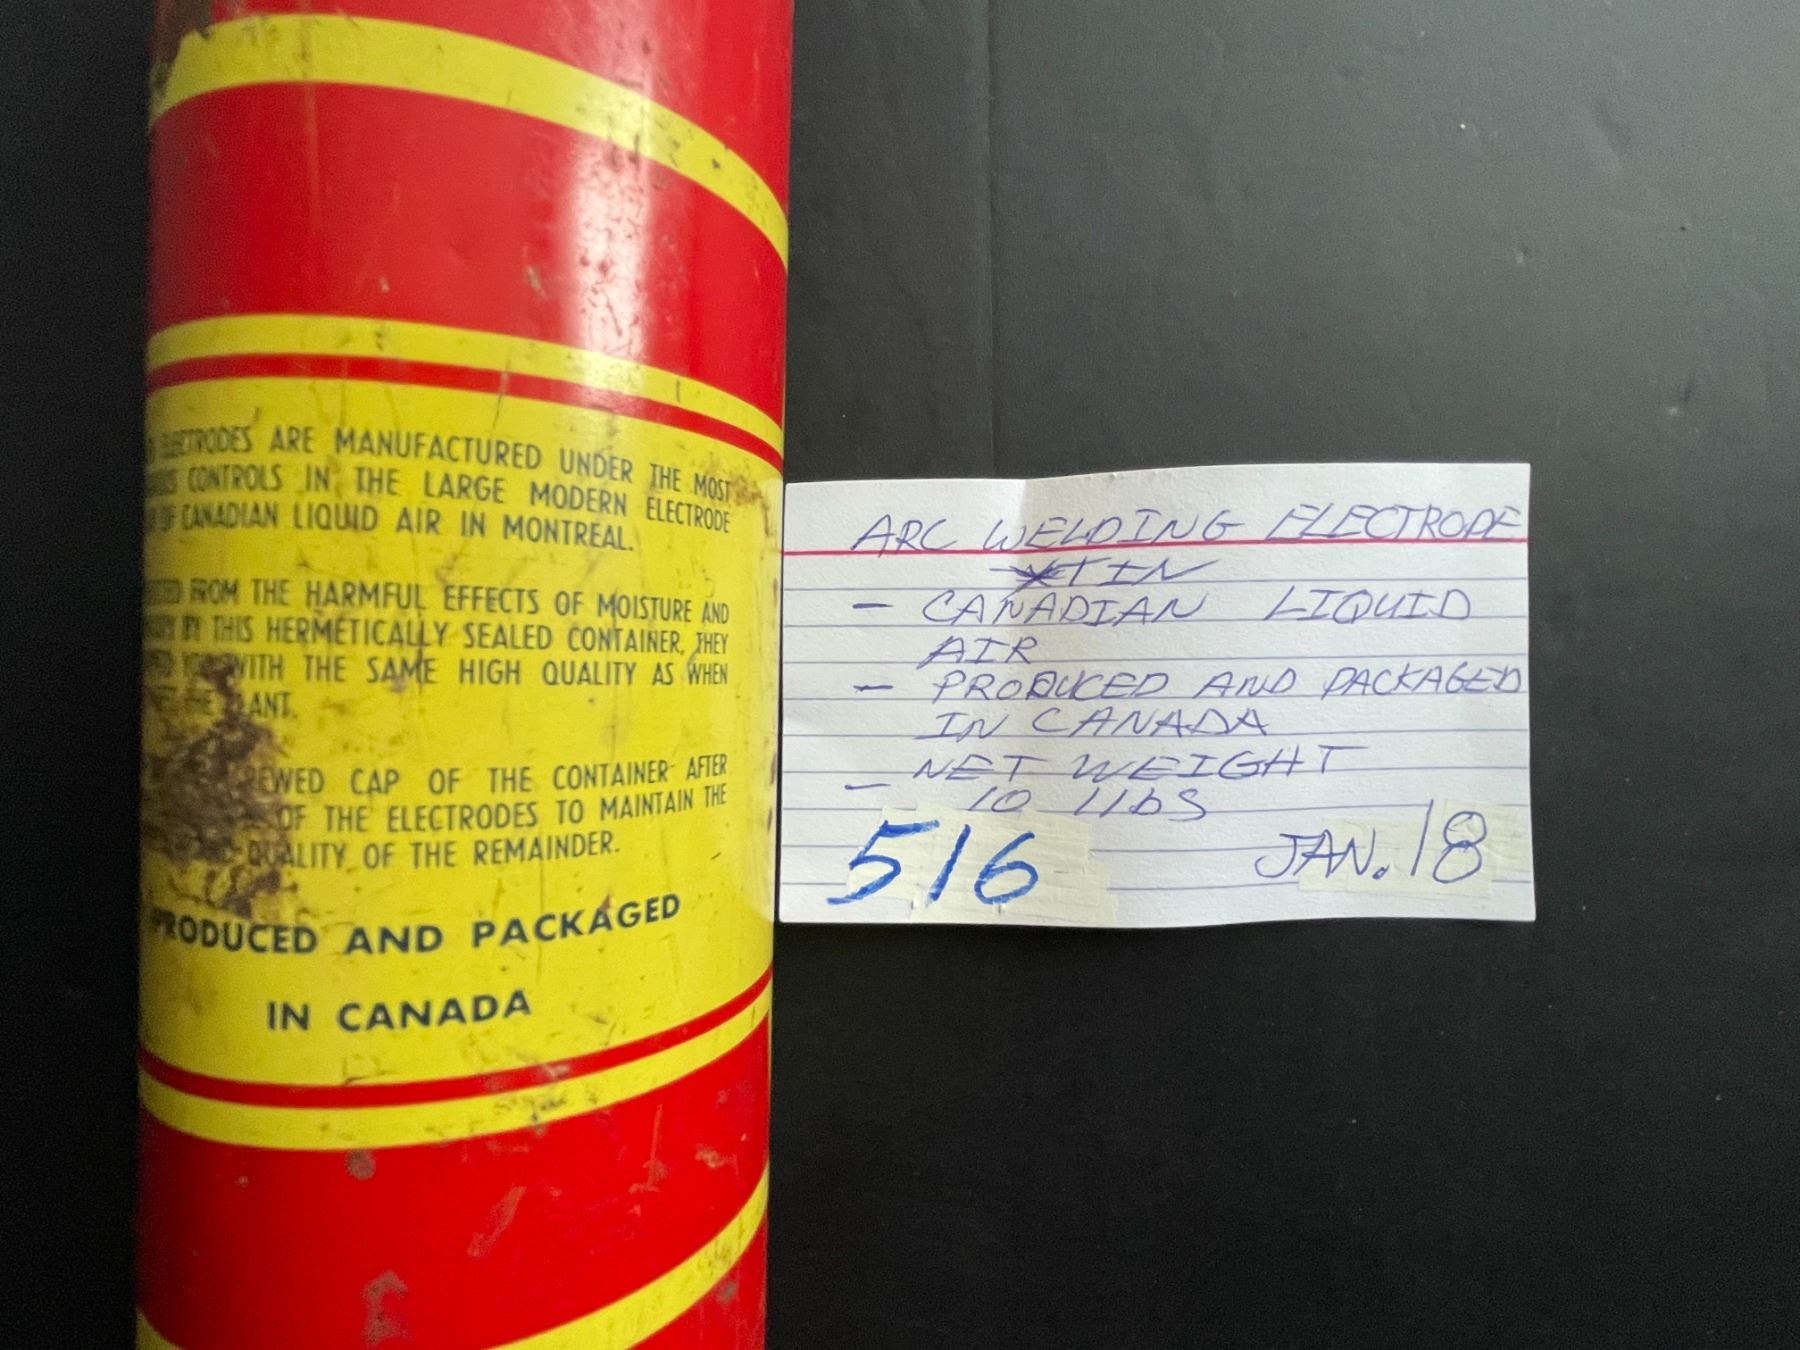 ELECTRODES ARE MANUFACTURED UNDER THE MOST
CONTROLS IN THE LARGE MODERN ELECTRODE
OF CANADIAN LIQUID AIR IN MONTREAL.
FROM THE HARMFUL EFFECTS OF MOISTURE AND
BY THIS HERMETICALLY SEALED CONTAINER, THEY
WITH THE SAME HIGH QUALITY AS WHEN
THE PLANT.
CAP OF THE CONTAINER AFTER
OF THE ELECTRODES TO MAINTAIN THE
QUALITY OF THE REMAINDER.
PRODUCED AND PACKAGED
IN CANADA
ARC WELDING ELECTRODE
TIN
- CANADIAN LIQUID
AIR
- PRODUCED AND PACKAGED
IN CANADA
- NET WEIGHT
10 llbs
516 JAN. 18